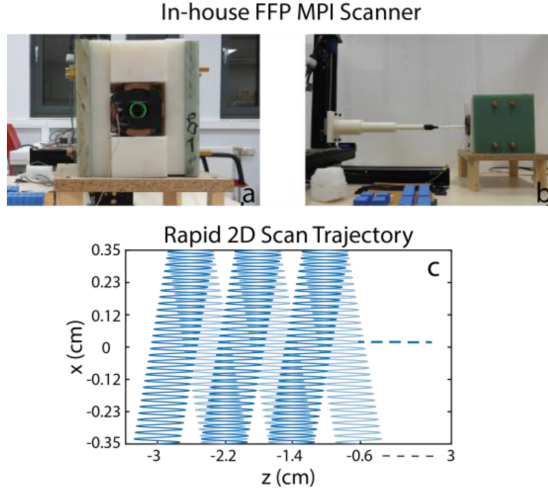 In-house FFP MPI Scanner
a
b
Rapid 2D Scan Trajectory
c
x (cm)
0.35
0.23
0.12
0
-0.12
-0.23
-0.35
-3 -2.2 -1.4 -0.6 3
z (cm)